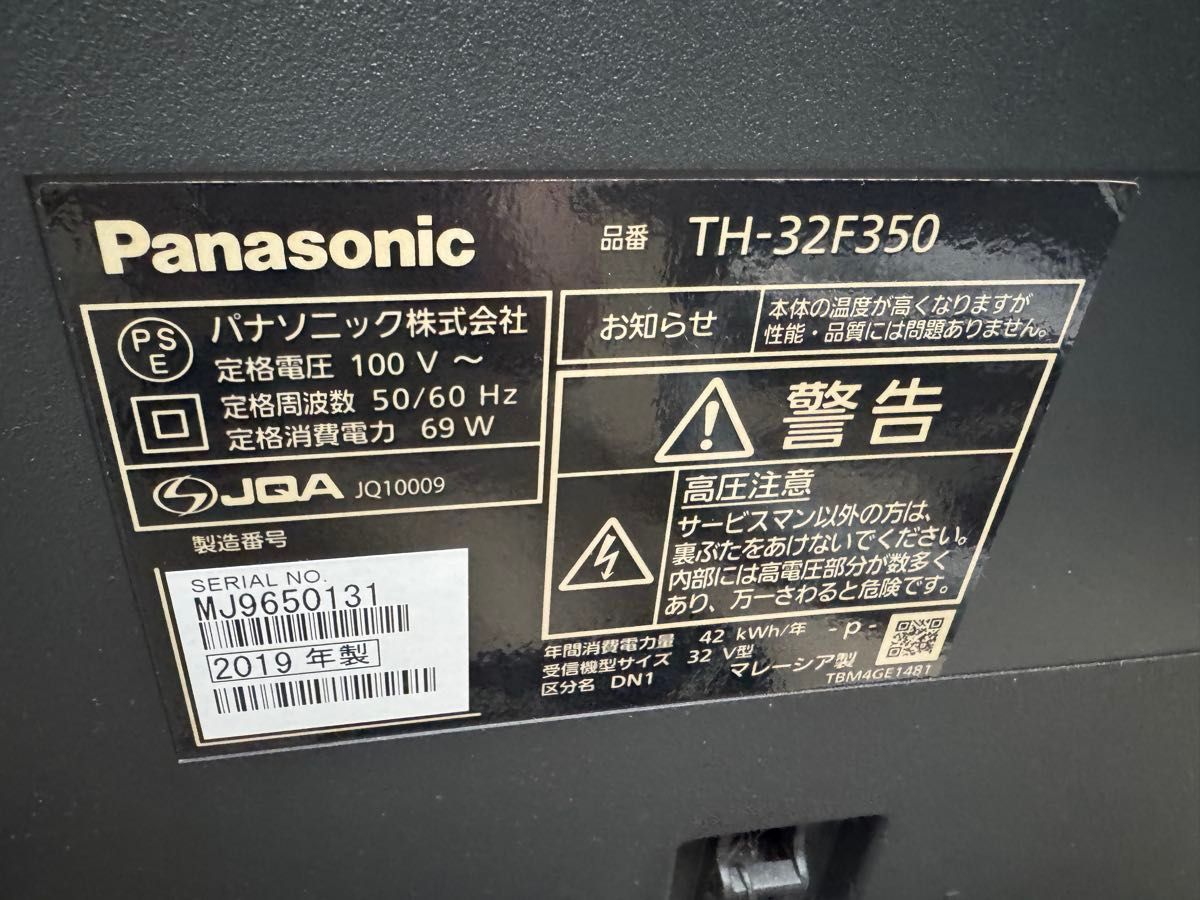 Panasonic
品番 TH-32F350
PS
E
パナソニック株式会社
定格電圧 100 V ～
定格周波数 50/60 Hz
定格消費電力 69 W
JQA JQ10009
製造番号
SERIAL NO.
MJ9650131
2019 年製
お知らせ
本体の温度が高くなりますが
性能・品質には問題ありません。
警告
高圧注意
サービスマン以外の方は、
裏ぶたをあけないでください。
内部には高電圧部分が数多く
あり、万一さわると危険です。
年間消費電力量 42 kWh/年 -p-
受信機型サイズ 32 V型
区分名 DN1 マレーシア製
TBM4GE1481